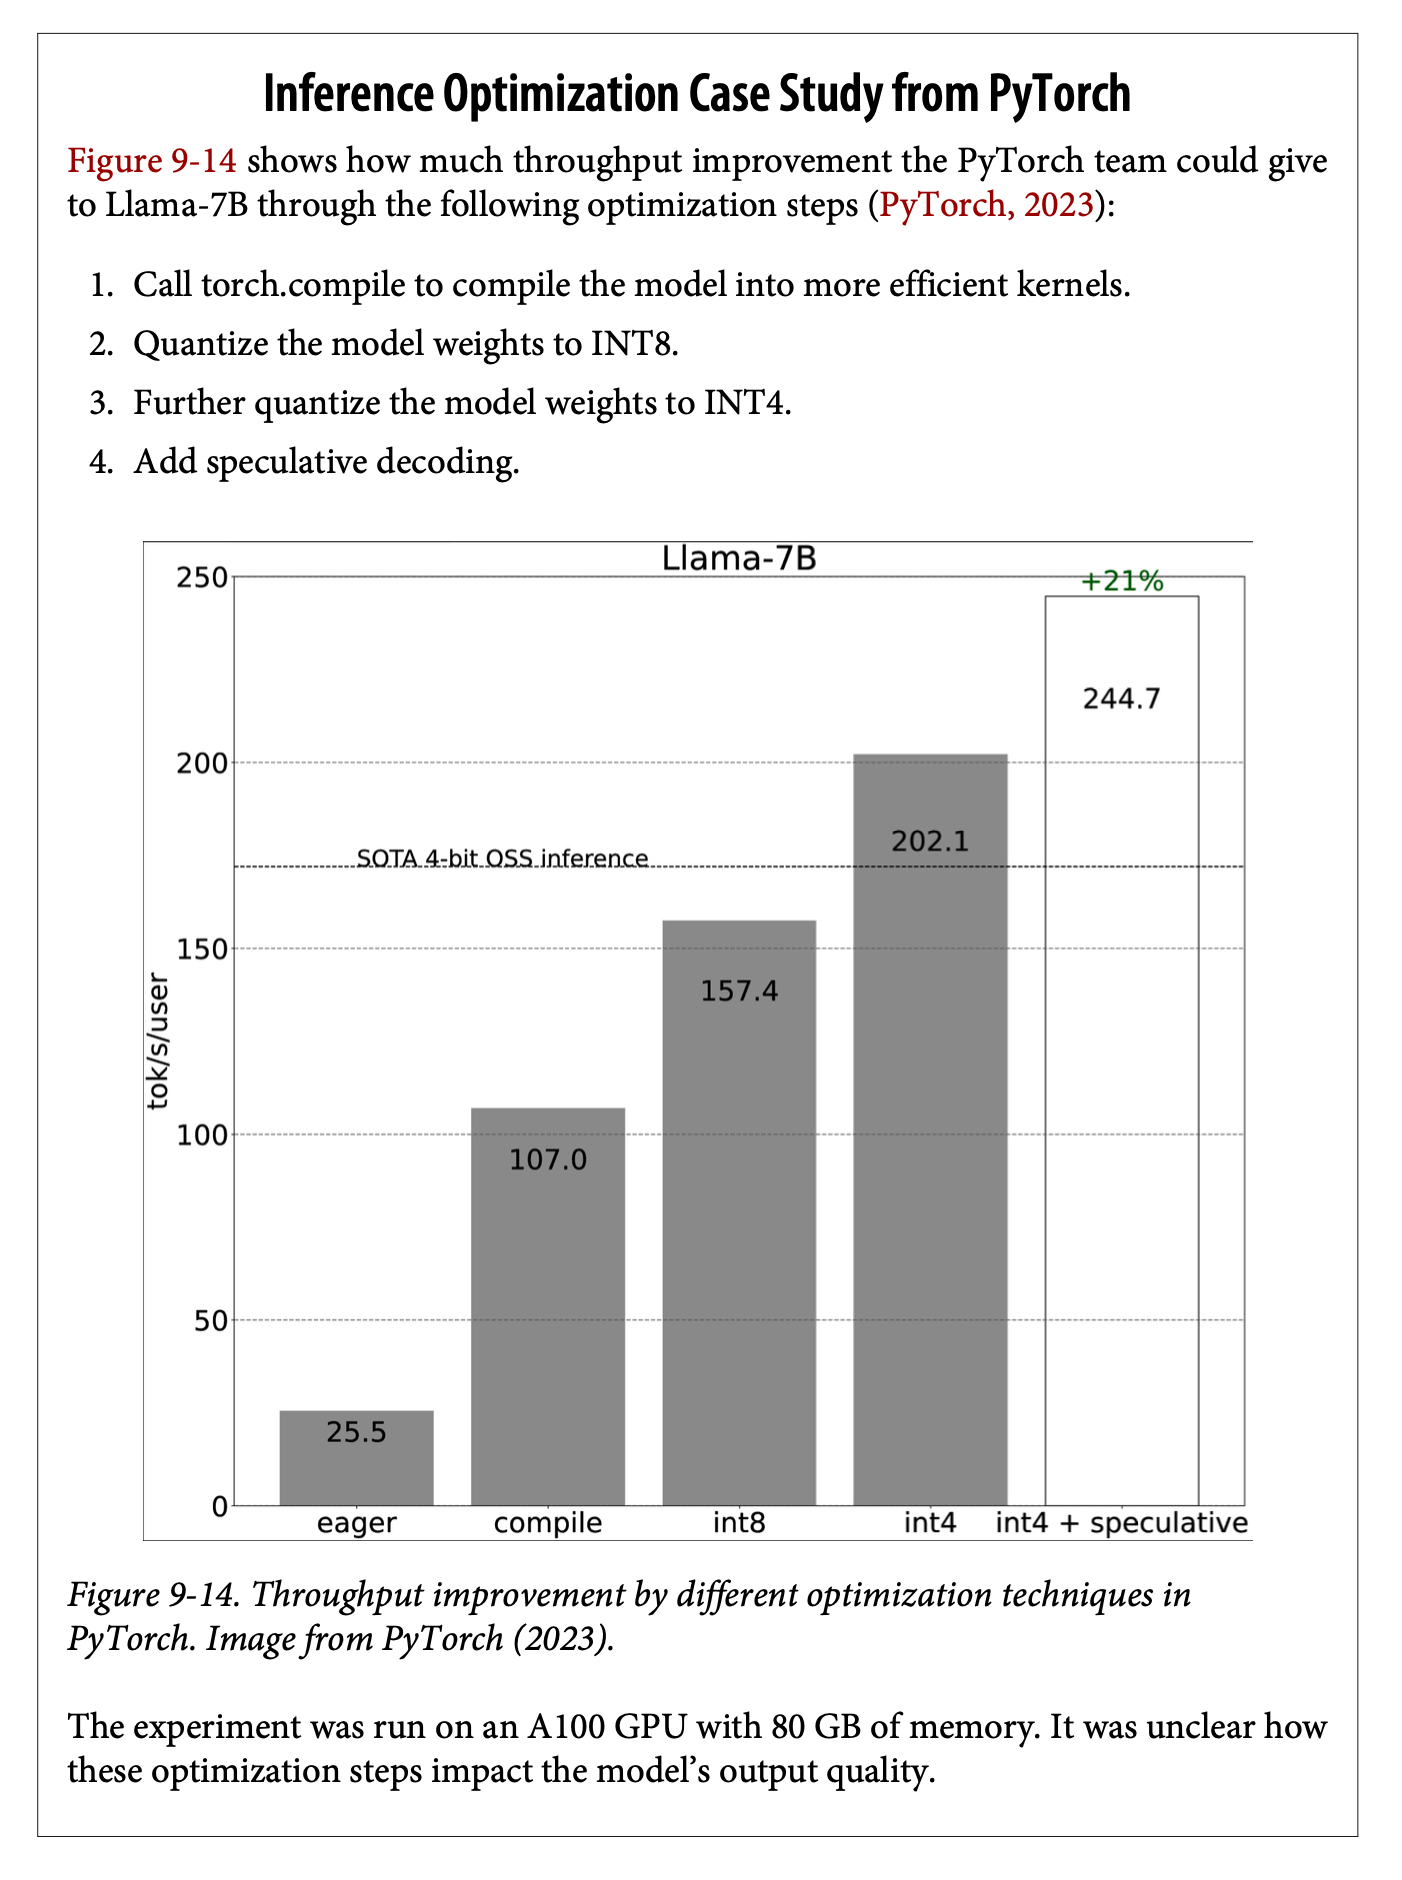 Inference Optimization Case Study from PyTorch
Figure 9-14 shows how much throughput improvement the PyTorch team could give
to Llama-7B through the following optimization steps (PyTorch, 2023):
1. Call torch.compile to compile the model into more efficient kernels.
2. Quantize the model weights to INT8.
3. Further quantize the model weights to INT4.
4. Add speculative decoding.
Llama-7B
250
+21%
244.7
200
202.1
SOTA 4-bit OSS inference
157.4
150
tok/s/user
107.0
100
50
25.5
0
eager compile int8 int4 int4 + speculative
Figure 9-14. Throughput improvement by different optimization techniques in
PyTorch. Image from PyTorch (2023).
The experiment was run on an A100 GPU with 80 GB of memory. It was unclear how
these optimization steps impact the model’s output quality.